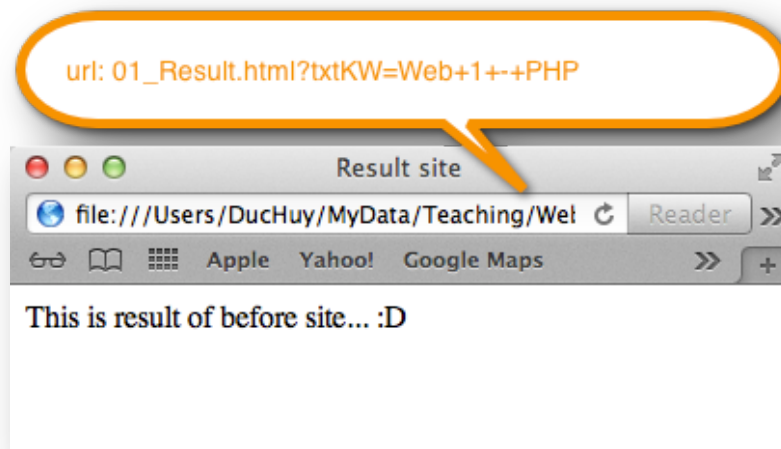 url: 01_Result.html?txtKW=Web+1+-+PHP
Result site
file:///Users/DucHuy/MyData/Teaching/Web
Reader
Apple Yahoo! Google Maps
This is result of before site... :D